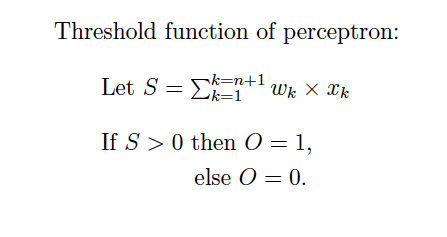 Threshold function of perceptron:
Let S = ∑_{k=1}^{k=n+1} w_k × x_k
If S > 0 then O = 1,
else O = 0.